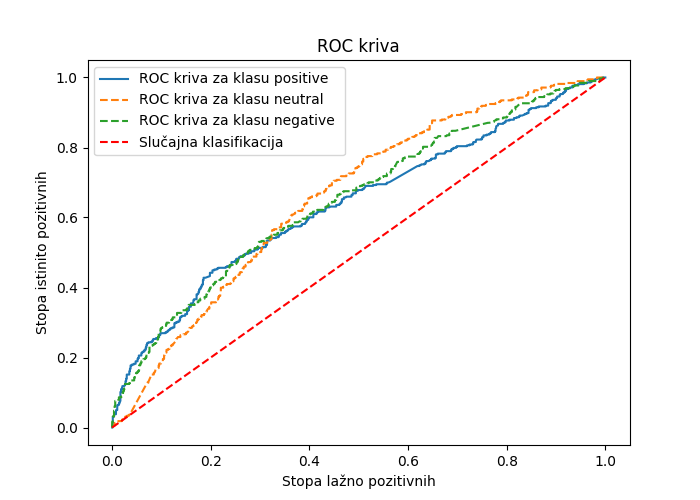 ROC kriva
ROC kriva za klasu positive
ROC kriva za klasu neutral
ROC kriva za klasu negative
Slučajna klasifikacija
1.0
0.8
0.6
0.4
0.2
0.0
Stopa istinito pozitivnih
0.0 0.2 0.4 0.6 0.8 1.0
Stopa lažno pozitivnih